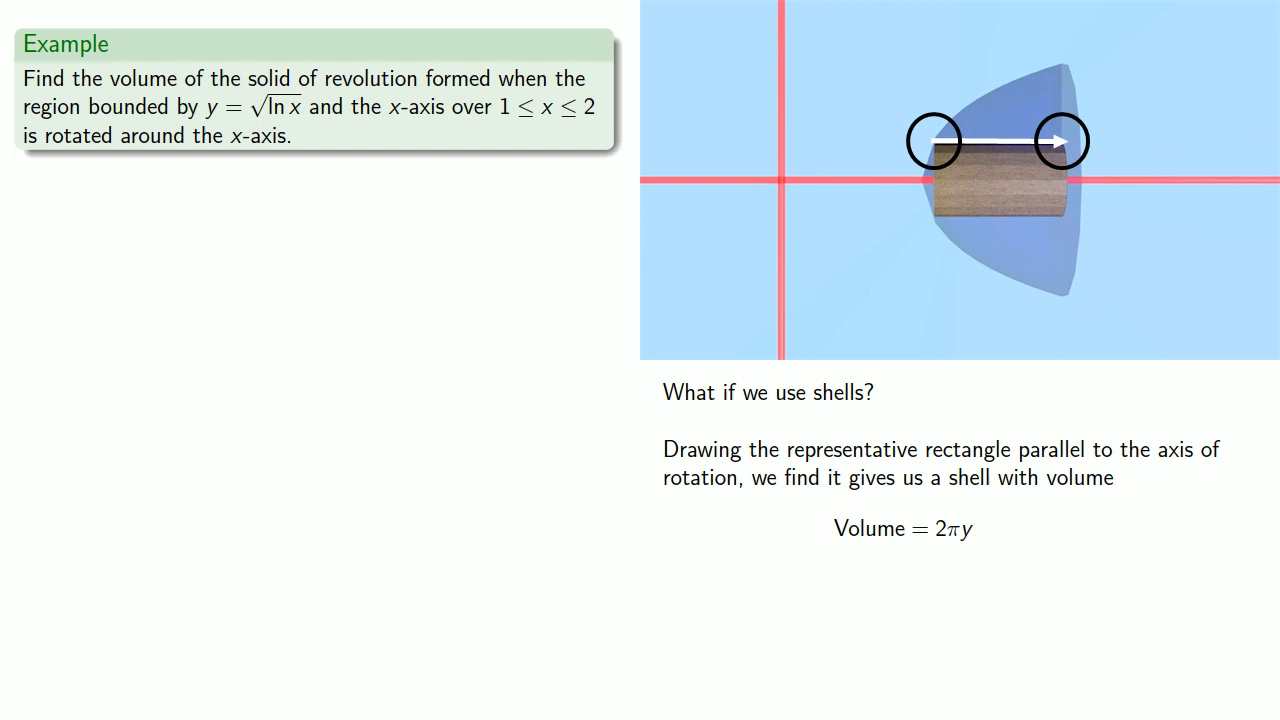 Example
Find the volume of the solid of revolution formed when the
region bounded by y = √ln x and the x-axis over 1 ≤ x ≤ 2
is rotated around the x-axis.
What if we use shells?
Drawing the representative rectangle parallel to the axis of
rotation, we find it gives us a shell with volume
Volume = 2πy